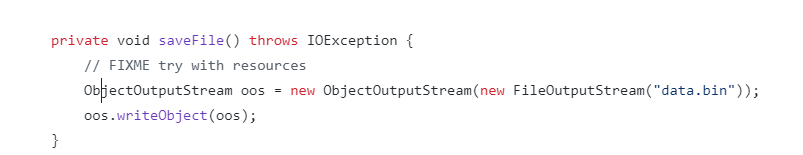 private void saveFile() throws IOException {
    // FIXME try with resources
    ObjectOutputStream oos = new ObjectOutputStream(new FileOutputStream("data.bin"));
    oos.writeObject(oos);
}